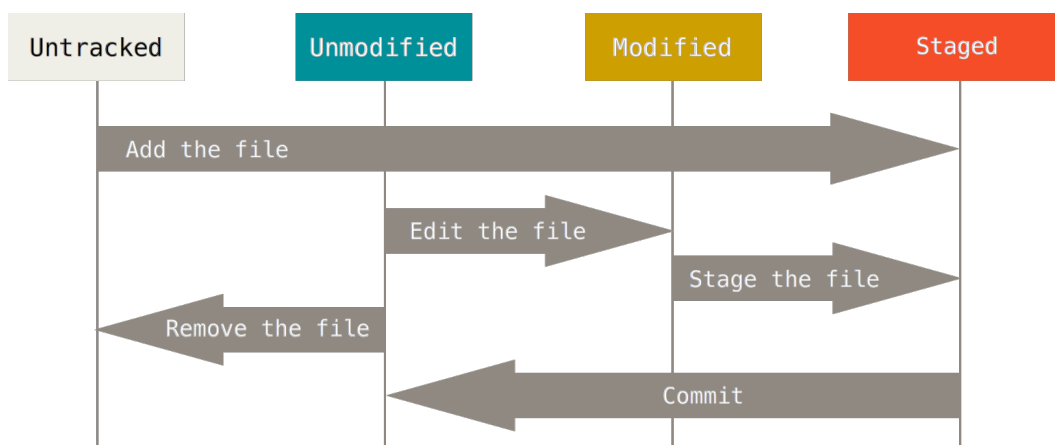 Untracked
Unmodified
Modified
Staged
Add the file
Edit the file
Stage the file
Remove the file
Commit